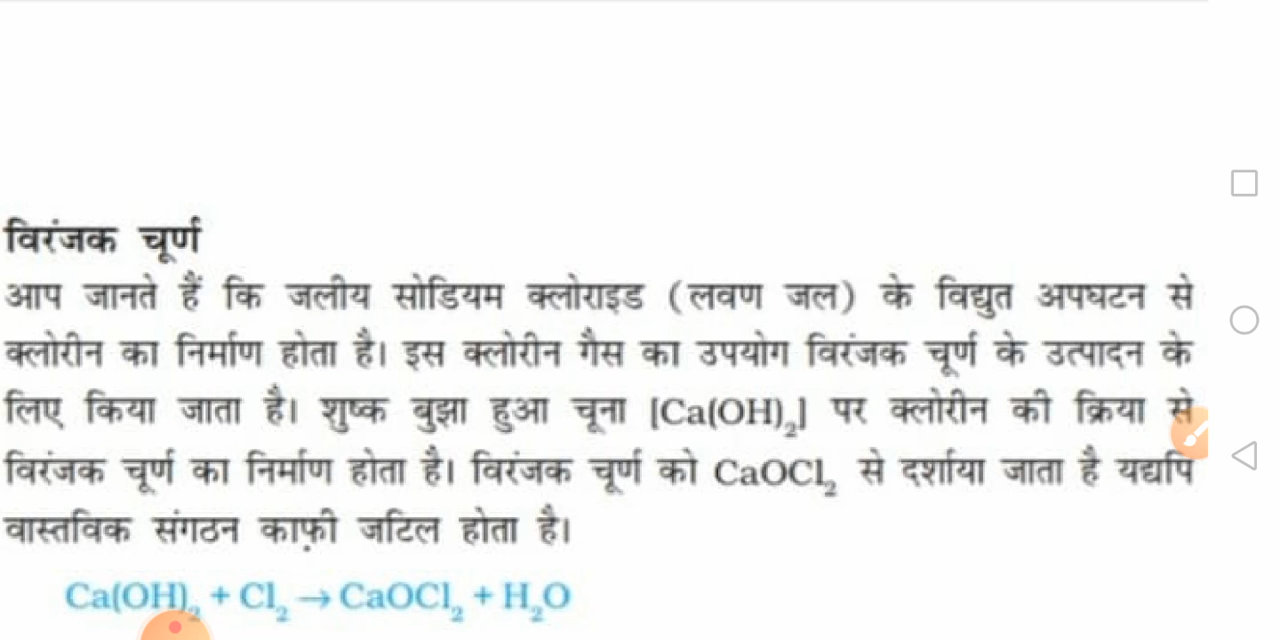 विरंजक चूर्ण
आप जानते हैं कि जलीय सोडियम क्लोराइड (लवण जल) के विद्युत अपघटन से
क्लोरीन का निर्माण होता है। इस क्लोरीन गैस का उपयोग विरंजक चूर्ण के उत्पादन के
लिए किया जाता है। शुष्क बुझा हुआ चूना [Ca(OH)₂] पर क्लोरीन की क्रिया से
विरंजक चूर्ण का निर्माण होता है। विरंजक चूर्ण को CaOCl₂ से दर्शाया जाता है यद्यपि
वास्तविक संगठन काफ़ी जटिल होता है।
Ca(OH)₂ + Cl₂ → CaOCl₂ + H₂O